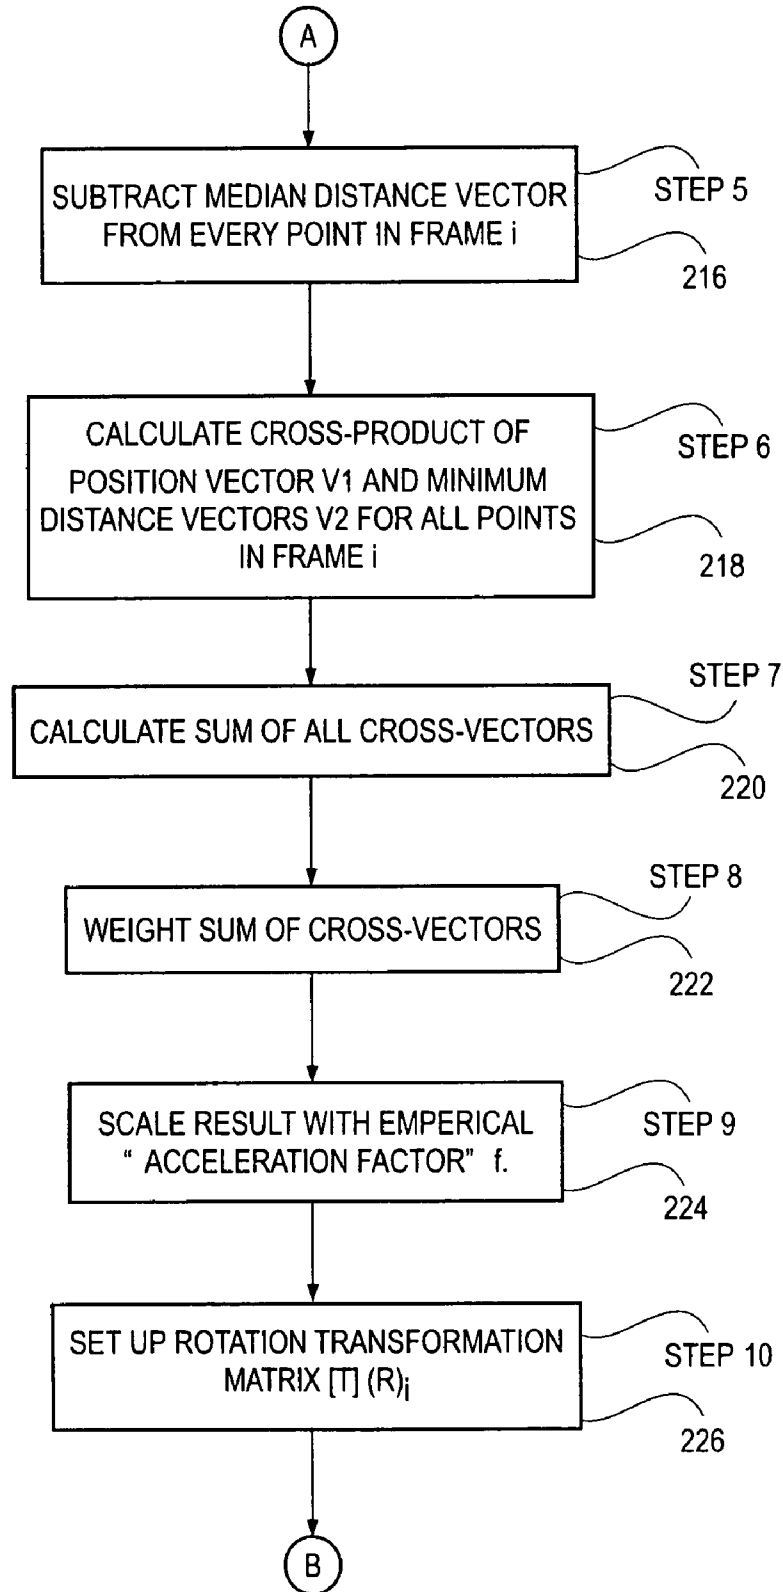 A
SUBTRACT MEDIAN DISTANCE VECTOR
FROM EVERY POINT IN FRAME i
STEP 5
216
CALCULATE CROSS-PRODUCT OF
POSITION VECTOR V1 AND MINIMUM
DISTANCE VECTORS V2 FOR ALL POINTS
IN FRAME i
STEP 6
218
CALCULATE SUM OF ALL CROSS-VECTORS
STEP 7
220
WEIGHT SUM OF CROSS-VECTORS
STEP 8
222
SCALE RESULT WITH EMPERICAL
“ ACCELERATION FACTOR” f.
STEP 9
224
SET UP ROTATION TRANSFORMATION
MATRIX [T] (R)i
STEP 10
226
B